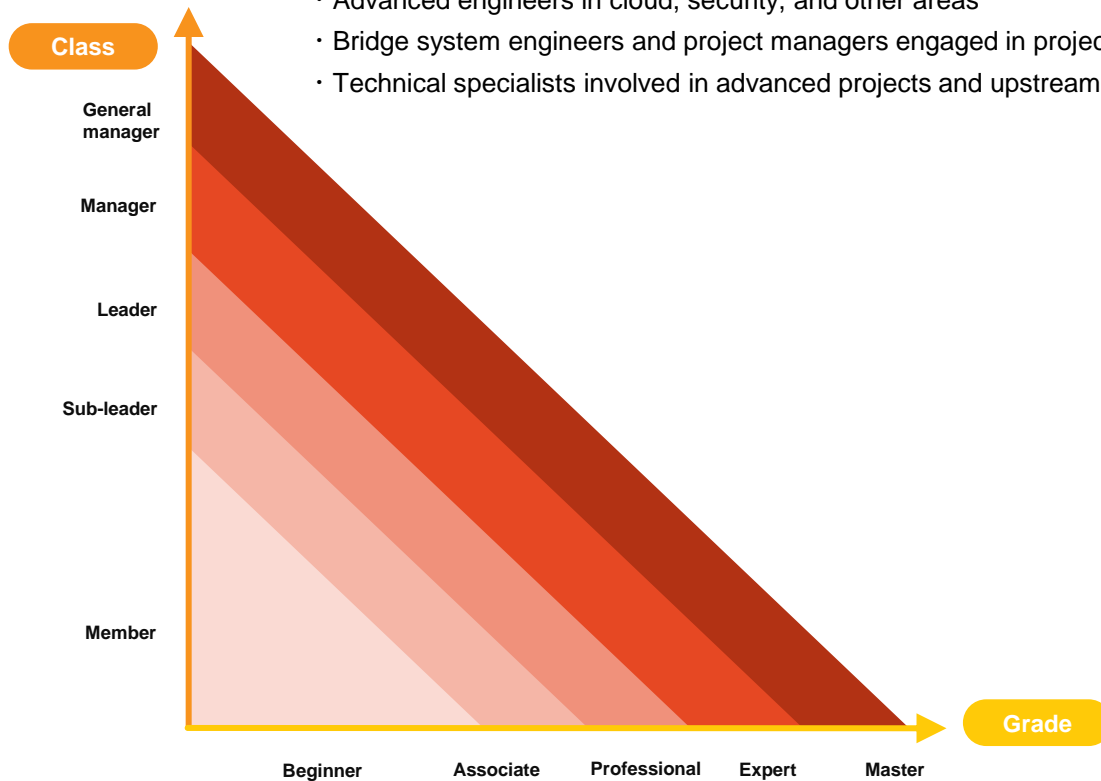 ・Advanced engineers in cloud, security, and other areas
Class
・Bridge system engineers and project managers engaged in projec
・Technical specialists involved in advanced projects and upstream
General
manager
Manager
Leader
Sub-leader
Member
Grade
Beginner
Associate
Professional
Expert
Master